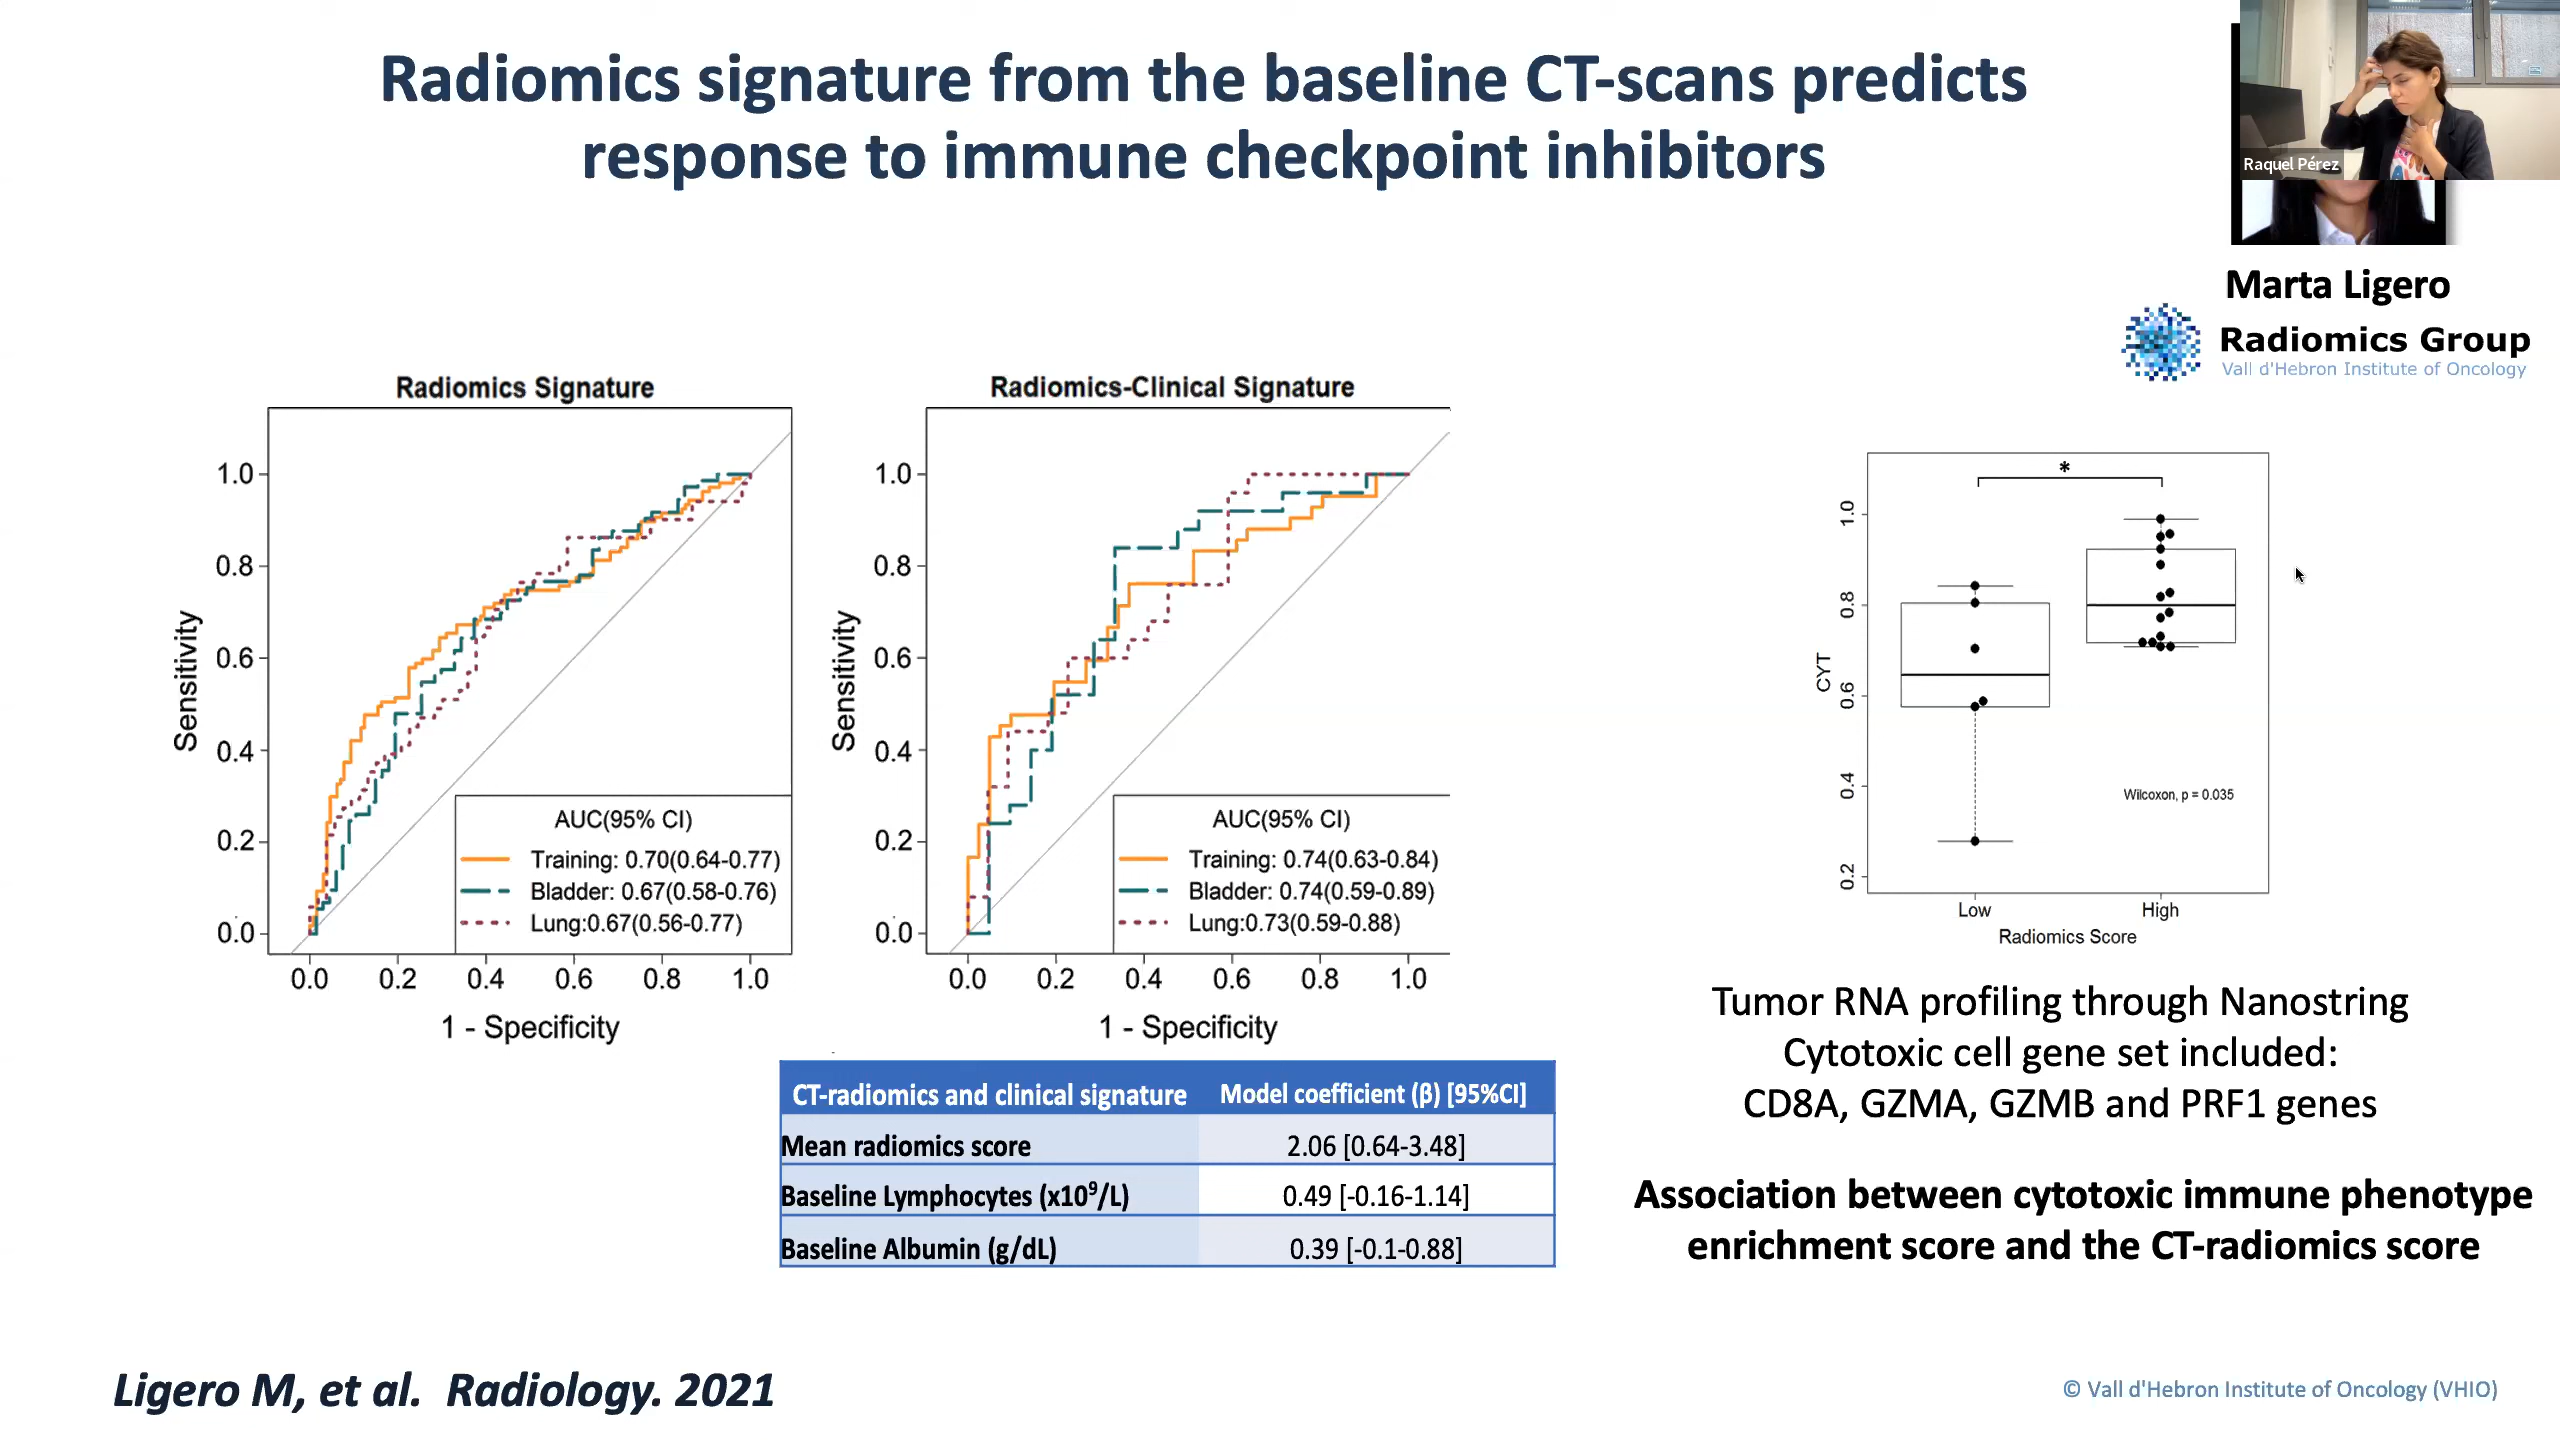 Radiomics signature from the baseline CT-scans predicts
response to immune checkpoint inhibitors
Raquel Pérez
Marta Ligero
Radiomics Group
Vall d'Hebron Institute of Oncology
Radiomics Signature
Sensitivity
1.0
0.8
0.6
0.4
0.2
0.0
AUC(95% CI)
Training: 0.70(0.64-0.77)
Bladder: 0.67(0.58-0.76)
Lung:0.67(0.56-0.77)
0.0 0.2 0.4 0.6 0.8 1.0
1 - Specificity
Radiomics-Clinical Signature
Sensitivity
1.0
0.8
0.6
0.4
0.2
0.0
AUC(95% CI)
Training: 0.74(0.63-0.84)
Bladder: 0.74(0.59-0.89)
Lung:0.73(0.59-0.88)
0.0 0.2 0.4 0.6 0.8 1.0
1 - Specificity
*
CYT
1.0
0.8
0.6
0.4
0.2
Wilcoxon, p = 0.035
Low High
Radiomics Score
CT-radiomics and clinical signature Model coefficient (β) [95%CI]
Mean radiomics score 2.06 [0.64-3.48]
Baseline Lymphocytes (x10⁹/L) 0.49 [-0.16-1.14]
Baseline Albumin (g/dL) 0.39 [-0.1-0.88]
Tumor RNA profiling through Nanostring
Cytotoxic cell gene set included:
CD8A, GZMA, GZMB and PRF1 genes
Association between cytotoxic immune phenotype
enrichment score and the CT-radiomics score
Ligero M, et al. Radiology. 2021
© Vall d'Hebron Institute of Oncology (VHIO)